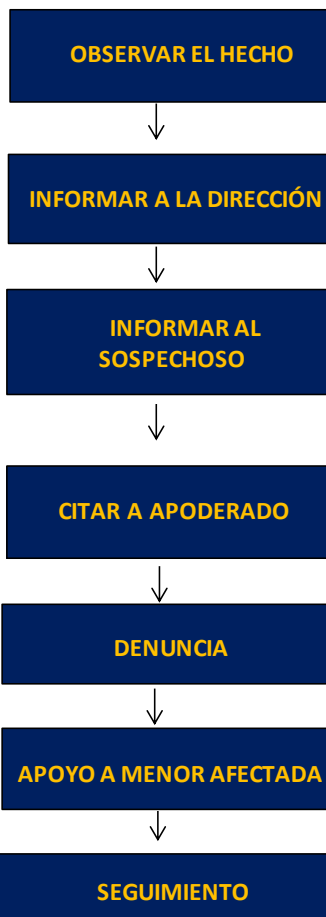 OBSERVAR EL HECHO
INFORMAR A LA DIRECCIÓN
INFORMAR AL
SOSPECHOSO
CITAR A APODERADO
DENUNCIA
APOYO A MENOR AFECTADA
SEGUIMIENTO